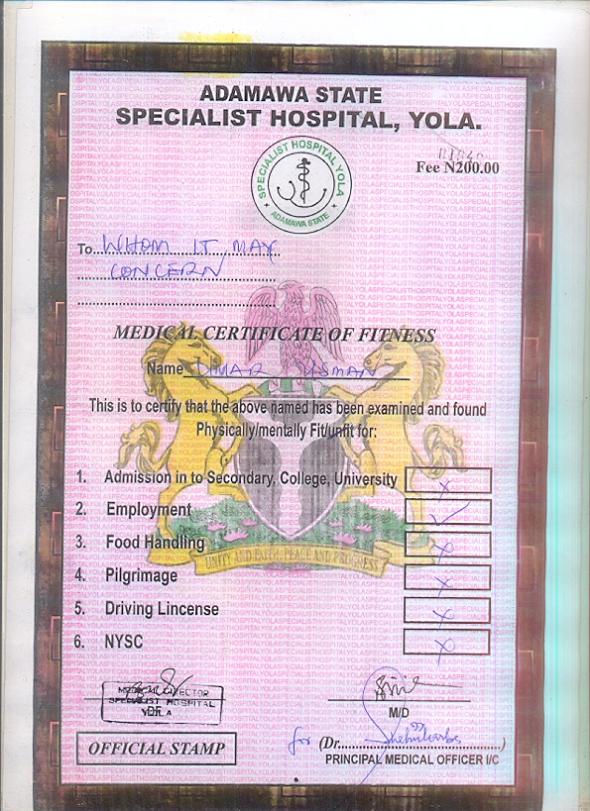 ADAMAWA STATE
SPECIALIST HOSPITAL, YOLA.
SPECIALIST HOSPITAL YOLA
ADAMAWA STATE
Fee N200.00
To WHOM IT MAY
CONCERN
MEDICAL CERTIFICATE OF FITNESS
Name UMAR USMAN
This is to certify that the above named has been examined and found
Physically/mentally Fit/unfit for:
1. Admission in to Secondary, College, University x
2. Employment ✓
3. Food Handling x
UNITY AND FAITH, PEACE AND PROGRESS
4. Pilgrimage x
5. Driving Lincense x
6. NYSC x
MEDICAL DIRECTOR
SPECIALIST HOSPITAL
YOLA
M/D
OFFICIAL STAMP
for (Dr. )
PRINCIPAL MEDICAL OFFICER I/C